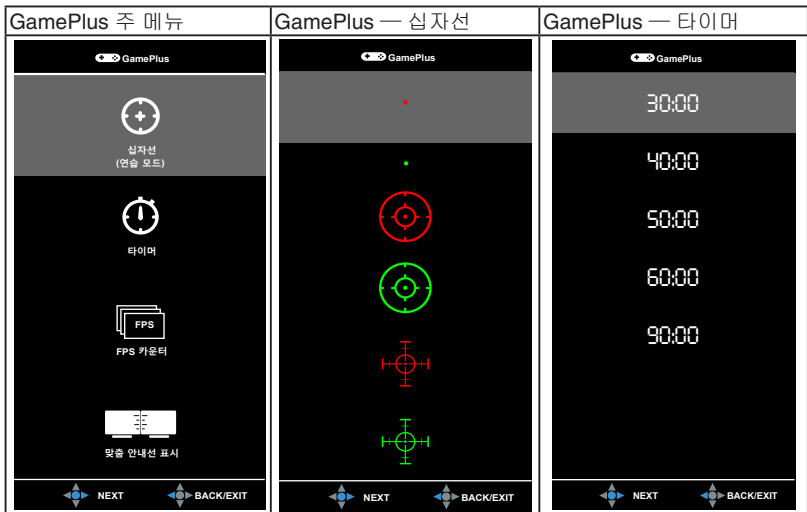 GamePlus 주 메뉴
GamePlus
십자선
(연습 모드)
타이머
FPS
FPS 카운터
맞춤 안내선 표시
NEXT BACK/EXIT
GamePlus — 십자선
GamePlus
NEXT BACK/EXIT
GamePlus — 타이머
GamePlus
30:00
40:00
50:00
60:00
90:00
NEXT BACK/EXIT